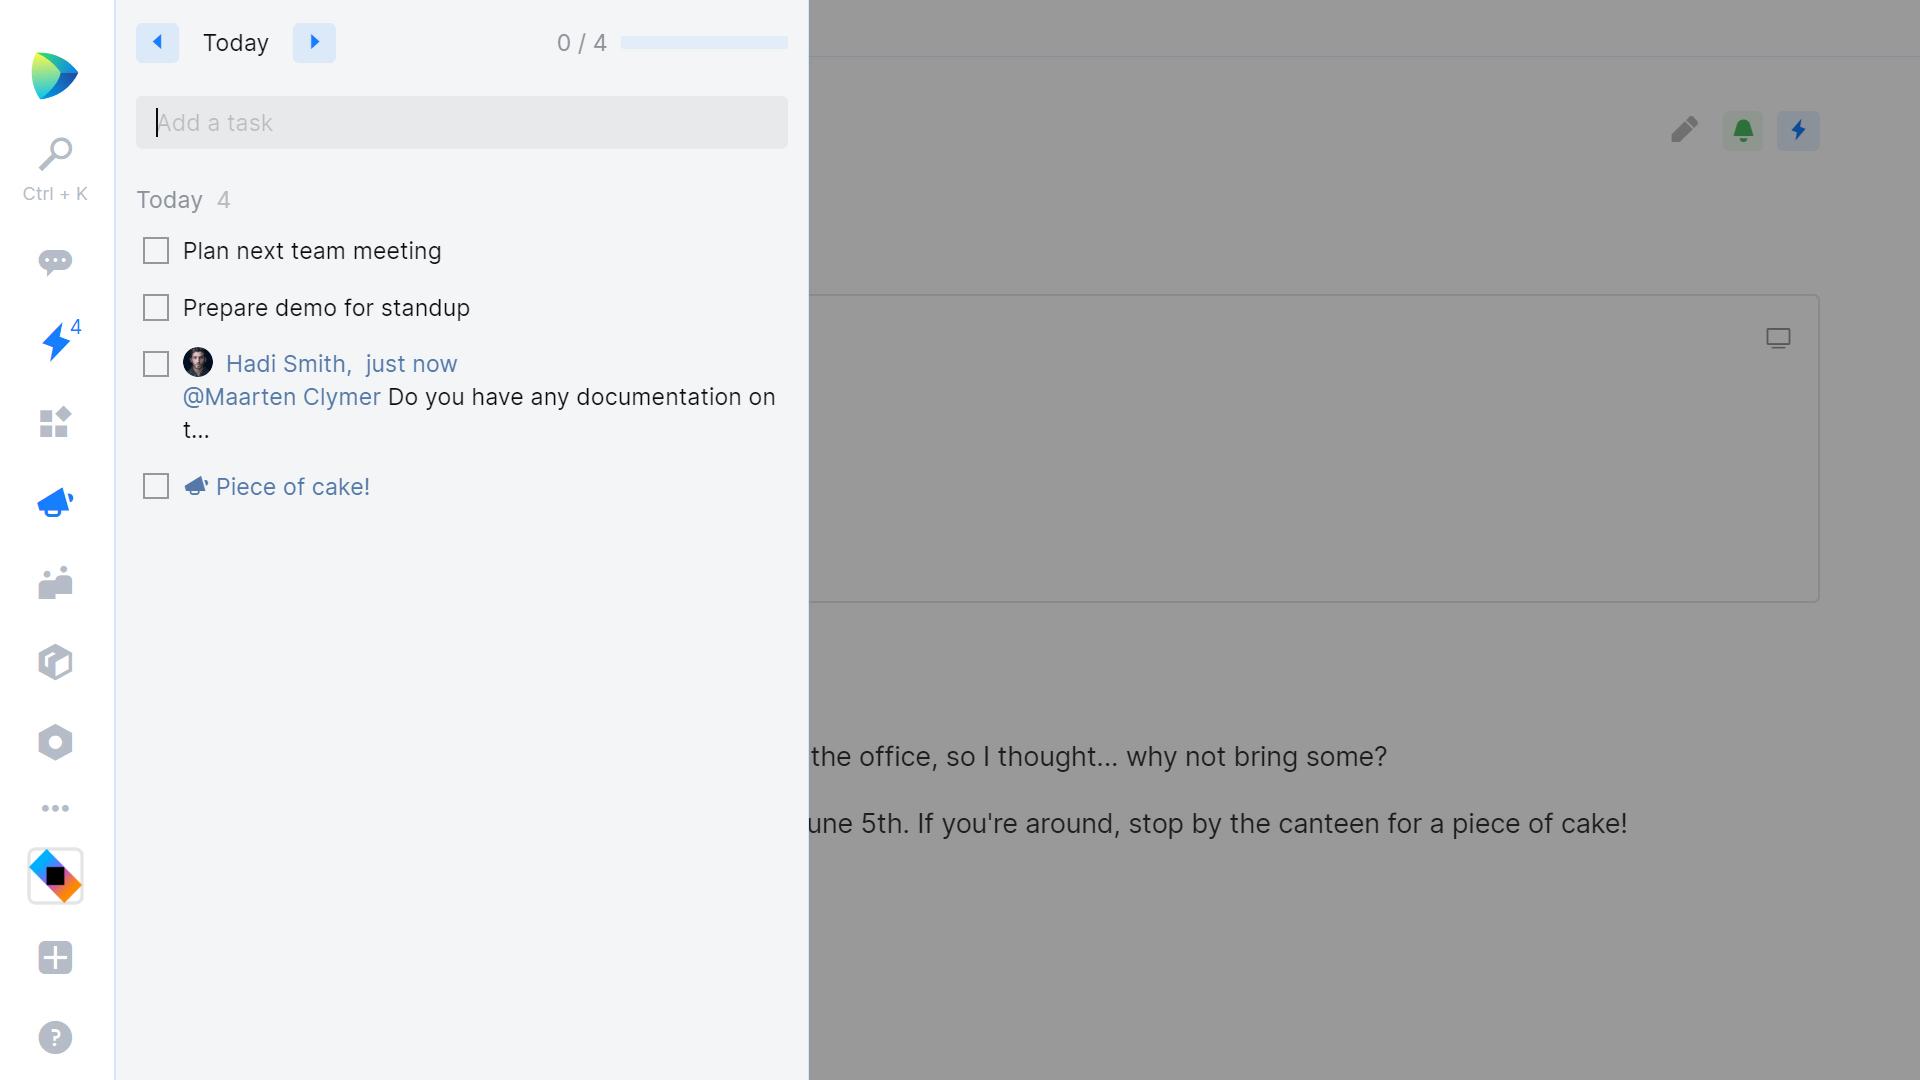 Today
0 / 4
Add a task
Ctrl + K
Today 4
Plan next team meeting
Prepare demo for standup
4
Hadi Smith, just now
@Maarten Clymer Do you have any documentation on
t...
Piece of cake!
the office, so I thought... why not bring some?
une 5th. If you're around, stop by the canteen for a piece of cake!
?